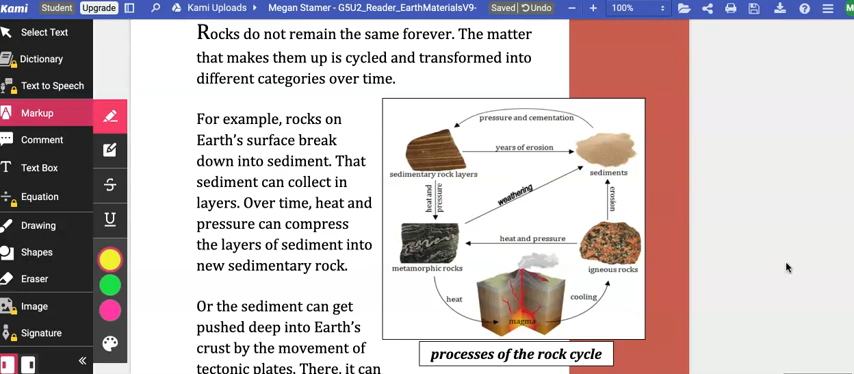 Kami
Student
Upgrade
Kami Uploads
Megan Stamer - G5U2_Reader_EarthMaterialsV9-
Saved
Undo
100%
Select Text
Dictionary
Text to Speech
Markup
Comment
Text Box
Equation
Drawing
Shapes
Eraser
Image
Signature
Rocks do not remain the same forever. The matter
that makes them up is cycled and transformed into
different categories over time.
For example, rocks on
Earth's surface break
down into sediment. That
sediment can collect in
layers. Over time, heat and
pressure can compress
the layers of sediment into
new sedimentary rock.
Or the sediment can get
pushed deep into Earth's
crust by the movement of
tectonic plates. There, it can
pressure and cementation
years of erosion
sedimentary rock layers
sediments
heat and
pressure
weathering
erosion
heat and pressure
metamorphic rocks
igneous rocks
heat
cooling
magma
processes of the rock cycle